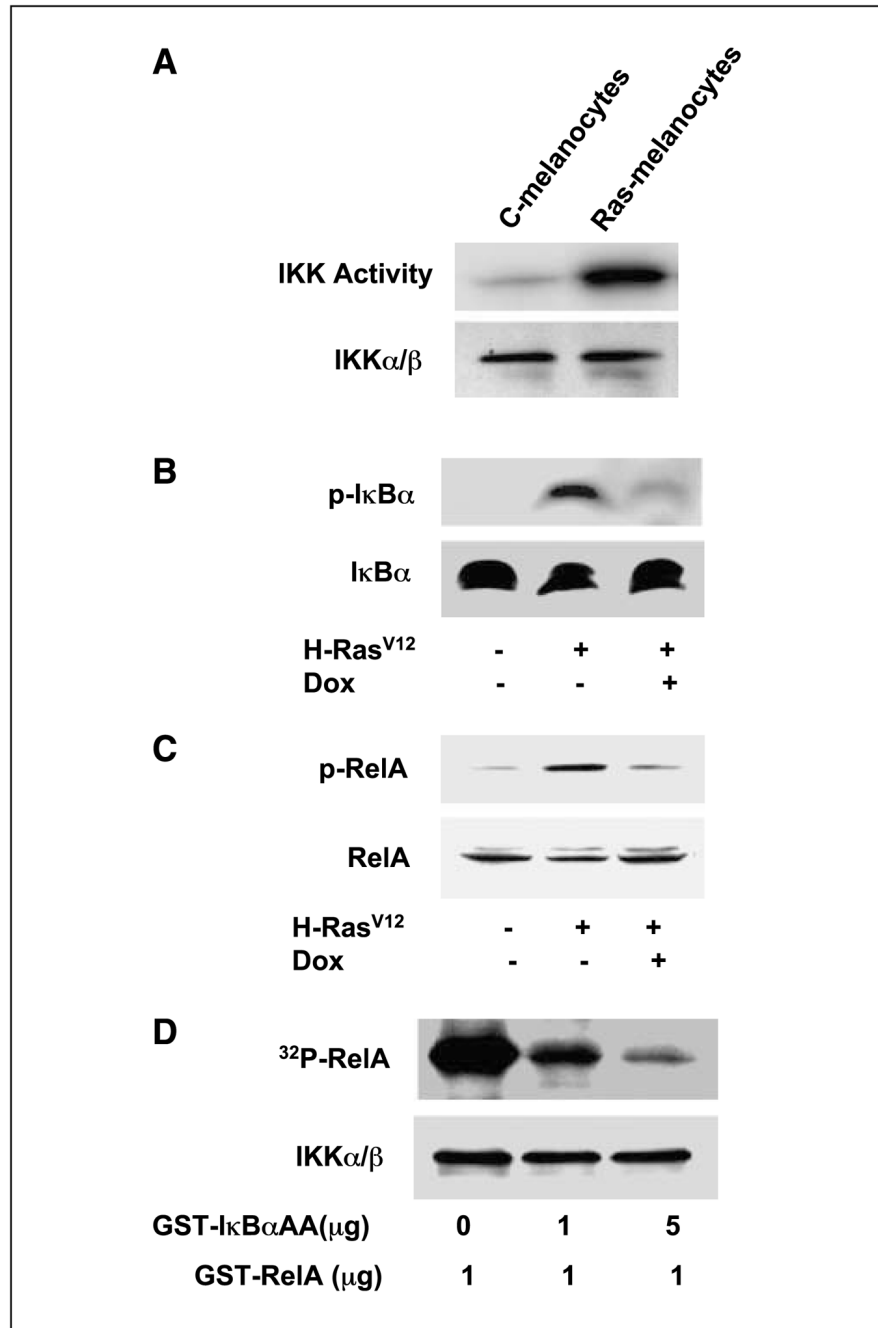 A
C-melanocytes
Ras-melanocytes
IKK Activity
IKKα/β
B
p-IκBα
IκBα
H-Rasⱽ¹² - + +
Dox - - +
C
p-RelA
RelA
H-Rasⱽ¹² - + +
Dox - - +
D
³²P-RelA
IKKα/β
GST-IκBαAA(μg) 0 1 5
GST-RelA (μg) 1 1 1